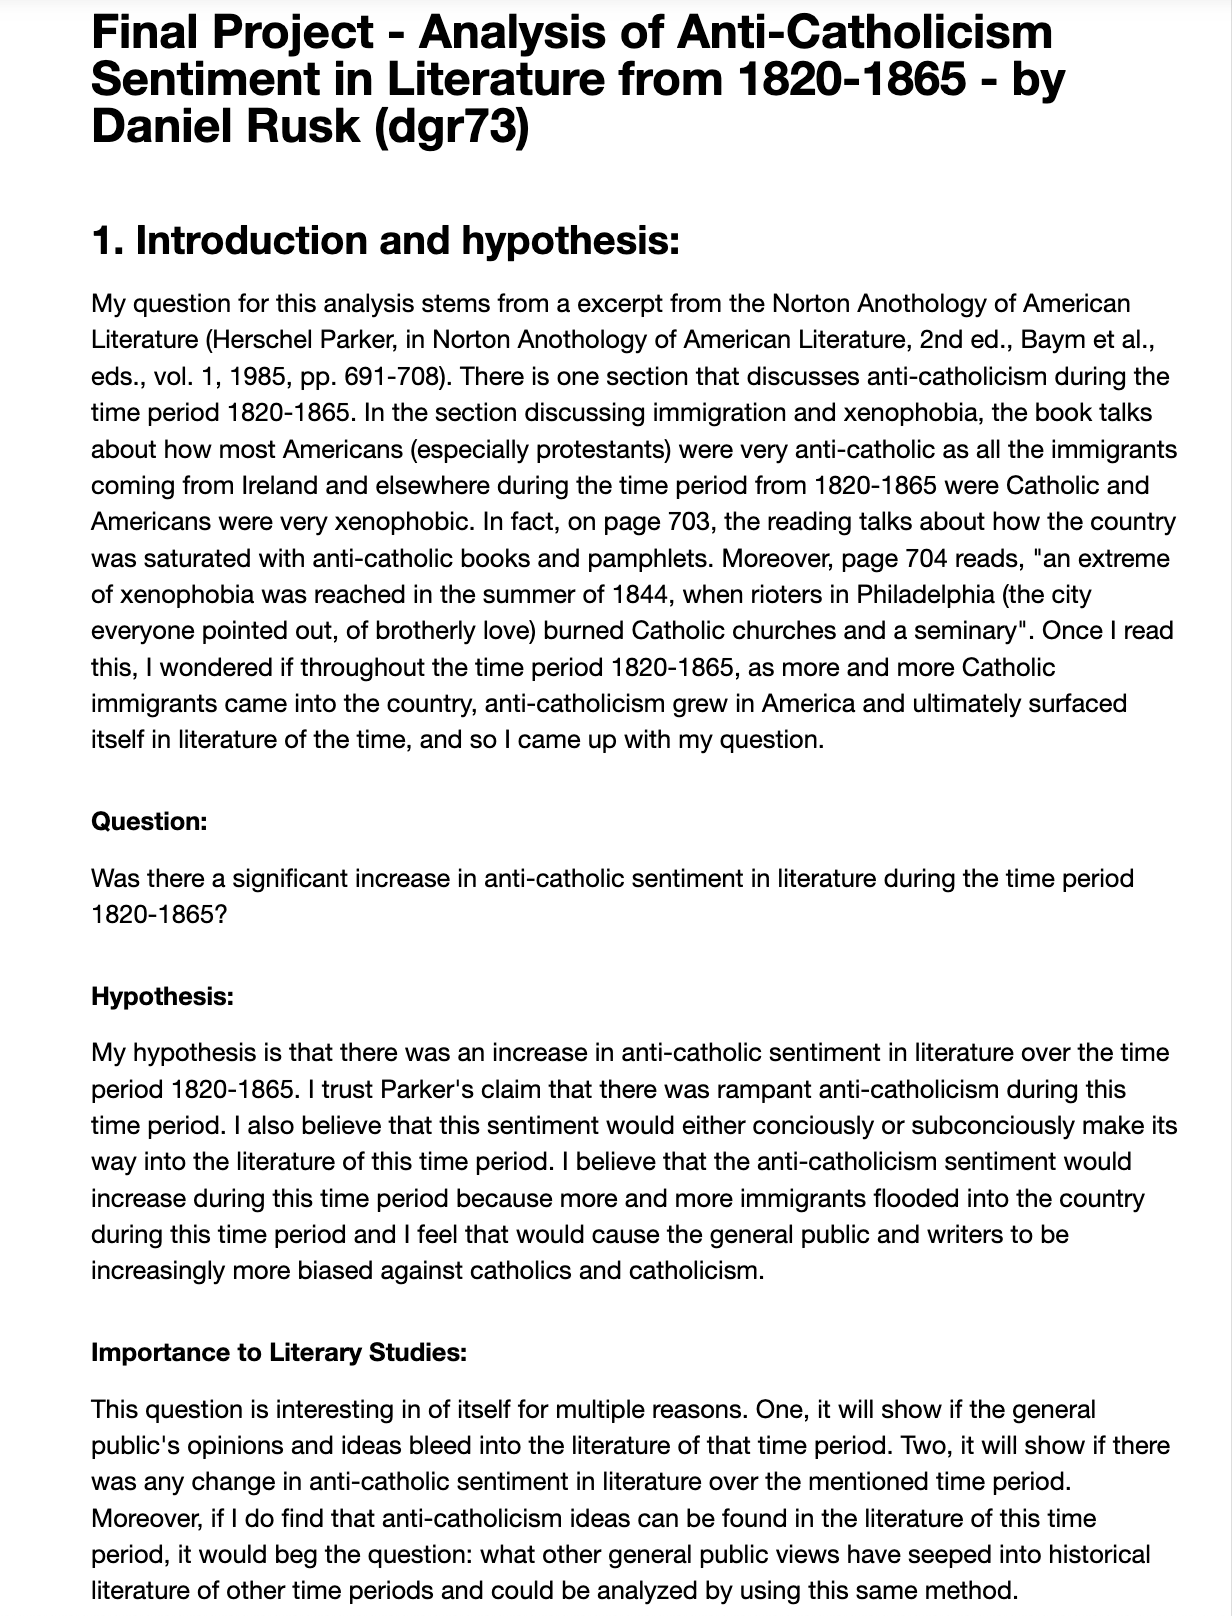 Final Project - Analysis of Anti-Catholicism
Sentiment in Literature from 1820-1865 - by
Daniel Rusk (dgr73)
1. Introduction and hypothesis:
My question for this analysis stems from a excerpt from the Norton Anothology of American
Literature (Herschel Parker, in Norton Anothology of American Literature, 2nd ed., Baym et al.,
eds., vol. 1, 1985, pp. 691-708). There is one section that discusses anti-catholicism during the
time period 1820-1865. In the section discussing immigration and xenophobia, the book talks
about how most Americans (especially protestants) were very anti-catholic as all the immigrants
coming from Ireland and elsewhere during the time period from 1820-1865 were Catholic and
Americans were very xenophobic. In fact, on page 703, the reading talks about how the country
was saturated with anti-catholic books and pamphlets. Moreover, page 704 reads, "an extreme
of xenophobia was reached in the summer of 1844, when rioters in Philadelphia (the city
everyone pointed out, of brotherly love) burned Catholic churches and a seminary". Once I read
this, I wondered if throughout the time period 1820-1865, as more and more Catholic
immigrants came into the country, anti-catholicism grew in America and ultimately surfaced
itself in literature of the time, and so I came up with my question.
Question:
Was there a significant increase in anti-catholic sentiment in literature during the time period
1820-1865?
Hypothesis:
My hypothesis is that there was an increase in anti-catholic sentiment in literature over the time
period 1820-1865. I trust Parker's claim that there was rampant anti-catholicism during this
time period. I also believe that this sentiment would either conciously or subconciously make its
way into the literature of this time period. I believe that the anti-catholicism sentiment would
increase during this time period because more and more immigrants flooded into the country
during this time period and I feel that would cause the general public and writers to be
increasingly more biased against catholics and catholicism.
Importance to Literary Studies:
This question is interesting in of itself for multiple reasons. One, it will show if the general
public's opinions and ideas bleed into the literature of that time period. Two, it will show if there
was any change in anti-catholic sentiment in literature over the mentioned time period.
Moreover, if I do find that anti-catholicism ideas can be found in the literature of this time
period, it would beg the question: what other general public views have seeped into historical
literature of other time periods and could be analyzed by using this same method.